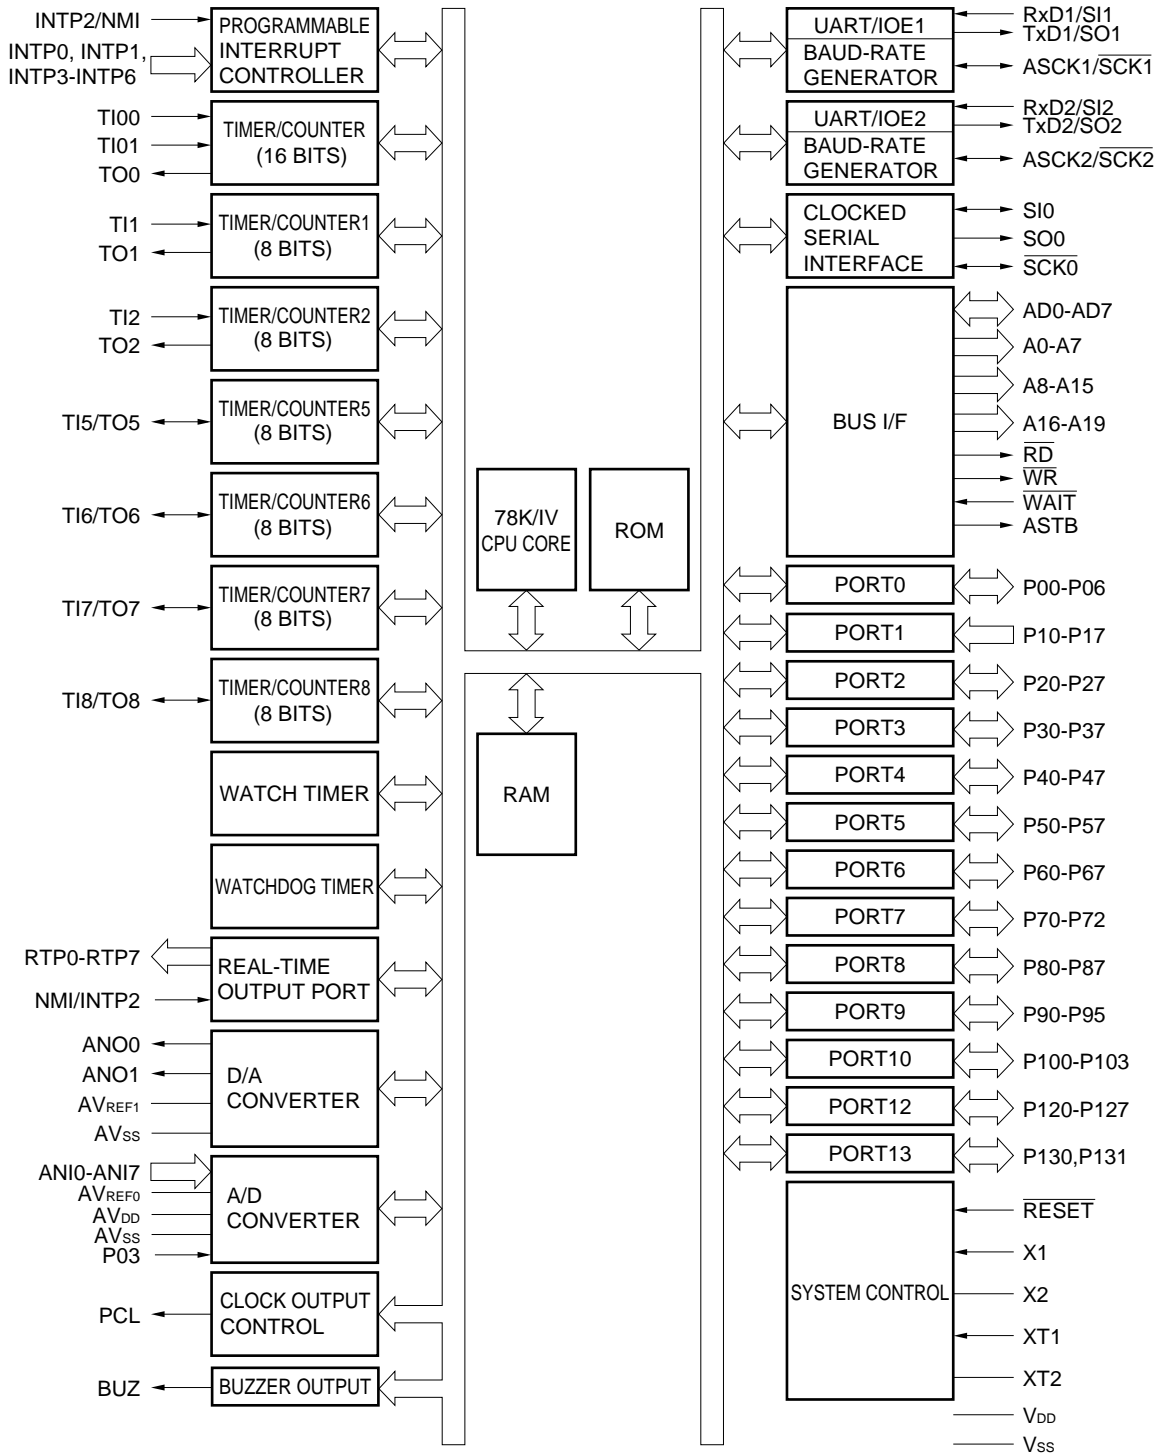 INTP2/NMI
INTP0, INTP1,
INTP3-INTP6
PROGRAMMABLE
INTERRUPT
CONTROLLER
TI00
TI01
TO0
TIMER/COUNTER
(16 BITS)
TI1
TO1
TIMER/COUNTER1
(8 BITS)
TI2
TO2
TIMER/COUNTER2
(8 BITS)
TI5/TO5
TIMER/COUNTER5
(8 BITS)
TI6/TO6
TIMER/COUNTER6
(8 BITS)
TI7/TO7
TIMER/COUNTER7
(8 BITS)
TI8/TO8
TIMER/COUNTER8
(8 BITS)
WATCH TIMER
WATCHDOG TIMER
RTP0-RTP7
NMI/INTP2
REAL-TIME
OUTPUT PORT
ANO0
ANO1
AVREF1
AVSS
D/A
CONVERTER
ANI0-ANI7
AVREF0
AVDD
AVSS
P03
A/D
CONVERTER
PCL
CLOCK OUTPUT
CONTROL
BUZ
BUZZER OUTPUT
78K/IV
CPU CORE
ROM
RAM
UART/IOE1
BAUD-RATE
GENERATOR
RxD1/SI1
TxD1/SO1
ASCK1/SCK1
UART/IOE2
BAUD-RATE
GENERATOR
RxD2/SI2
TxD2/SO2
ASCK2/SCK2
CLOCKED
SERIAL
INTERFACE
SI0
SO0
SCK0
BUS I/F
AD0-AD7
A0-A7
A8-A15
A16-A19
RD
WR
WAIT
ASTB
PORT0
P00-P06
PORT1
P10-P17
PORT2
P20-P27
PORT3
P30-P37
PORT4
P40-P47
PORT5
P50-P57
PORT6
P60-P67
PORT7
P70-P72
PORT8
P80-P87
PORT9
P90-P95
PORT10
P100-P103
PORT12
P120-P127
PORT13
P130,P131
SYSTEM CONTROL
RESET
X1
X2
XT1
XT2
VDD
VSS